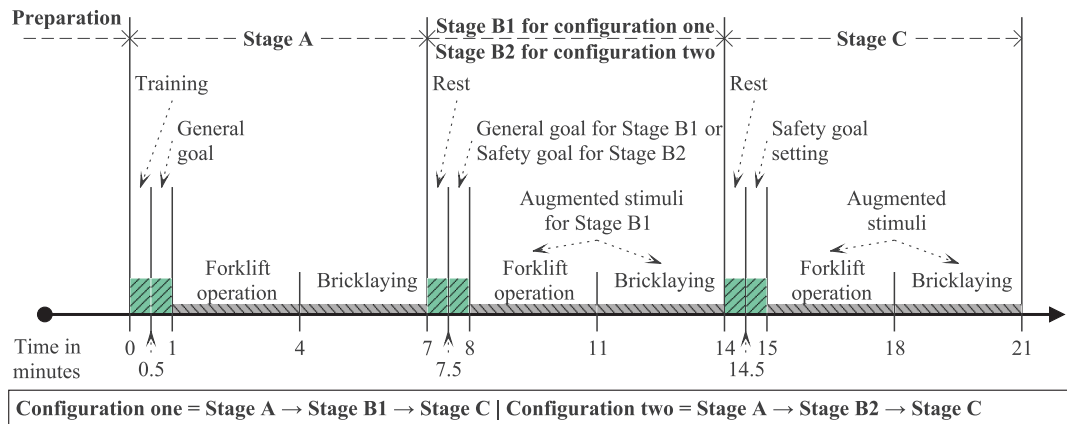 Preparation
Stage A
Stage B1 for configuration one
Stage B2 for configuration two
Stage C
Training
General
goal
Rest
General goal for Stage B1 or
Safety goal for Stage B2
Rest
Safety goal
setting
Augmented stimuli
for Stage B1
Augmented
stimuli
Forklift
operation
Bricklaying
Forklift
operation
Bricklaying
Forklift
operation
Bricklaying
Time in
minutes
0 1 4 7 8 11 14 15 18 21
0.5 7.5 14.5
Configuration one = Stage A → Stage B1 → Stage C | Configuration two = Stage A → Stage B2 → Stage C